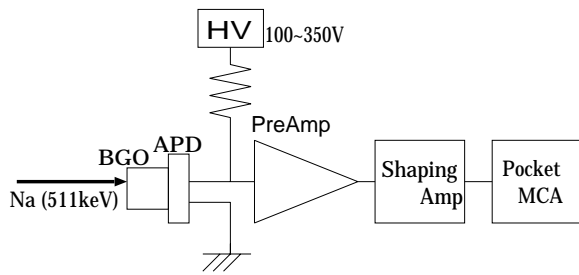 HV
100~350V
PreAmp
APD
BGO
Shaping
Amp
Pocket
MCA
Na (511keV)